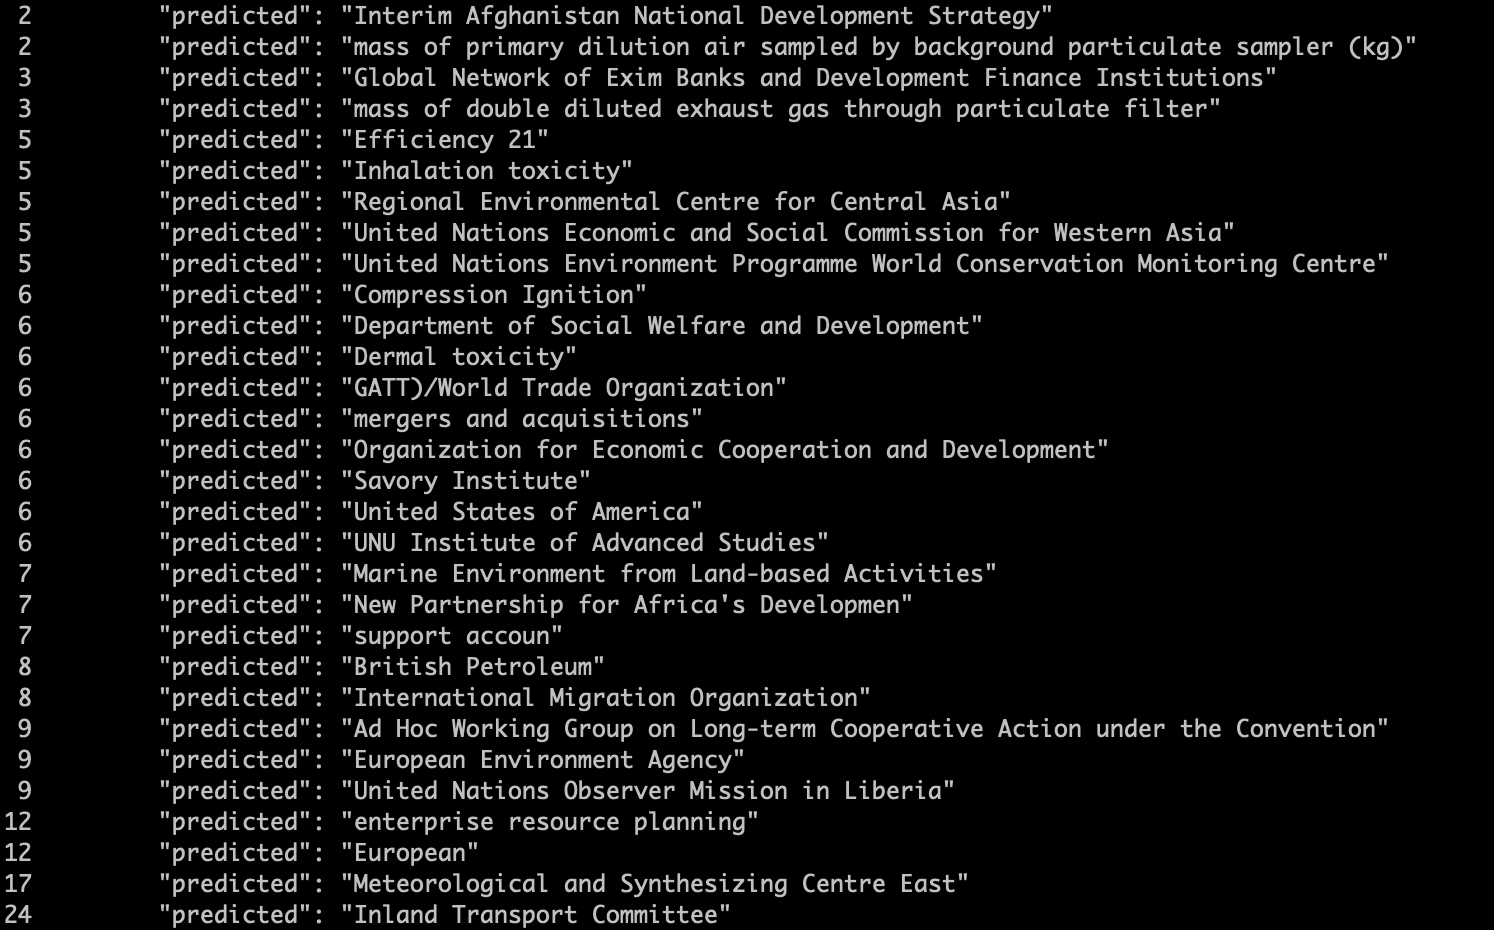 2 "predicted": "Interim Afghanistan National Development Strategy"
2 "predicted": "mass of primary dilution air sampled by background particulate sampler (kg)"
3 "predicted": "Global Network of Exim Banks and Development Finance Institutions"
3 "predicted": "mass of double diluted exhaust gas through particulate filter"
5 "predicted": "Efficiency 21"
5 "predicted": "Inhalation toxicity"
5 "predicted": "Regional Environmental Centre for Central Asia"
5 "predicted": "United Nations Economic and Social Commission for Western Asia"
5 "predicted": "United Nations Environment Programme World Conservation Monitoring Centre"
6 "predicted": "Compression Ignition"
6 "predicted": "Department of Social Welfare and Development"
6 "predicted": "Dermal toxicity"
6 "predicted": "GATT)/World Trade Organization"
6 "predicted": "mergers and acquisitions"
6 "predicted": "Organization for Economic Cooperation and Development"
6 "predicted": "Savory Institute"
6 "predicted": "United States of America"
6 "predicted": "UNU Institute of Advanced Studies"
7 "predicted": "Marine Environment from Land-based Activities"
7 "predicted": "New Partnership for Africa's Developmen"
7 "predicted": "support accoun"
8 "predicted": "British Petroleum"
8 "predicted": "International Migration Organization"
9 "predicted": "Ad Hoc Working Group on Long-term Cooperative Action under the Convention"
9 "predicted": "European Environment Agency"
9 "predicted": "United Nations Observer Mission in Liberia"
12 "predicted": "enterprise resource planning"
12 "predicted": "European"
17 "predicted": "Meteorological and Synthesizing Centre East"
24 "predicted": "Inland Transport Committee"